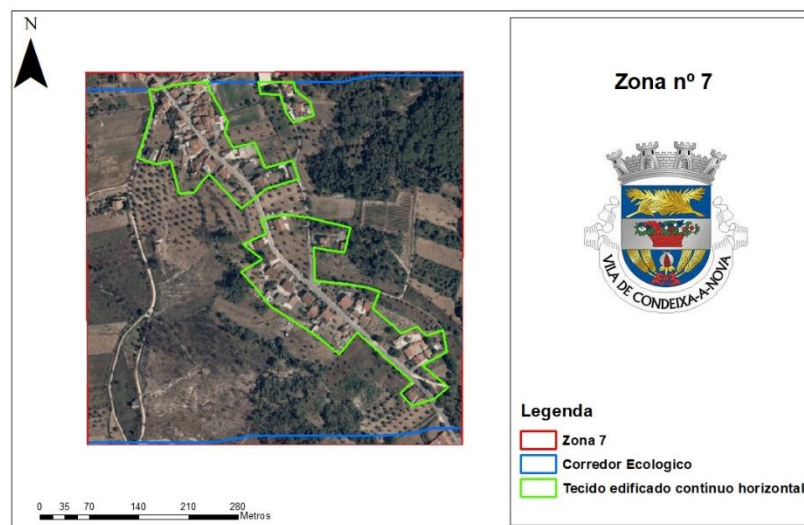 N
Zona nº 7
VILA DE CONDEIXA-A-NOVA
Legenda
Zona 7
Corredor Ecologico
Tecido edificado contínuo horizontal
0 35 70 140 210 280
Metros